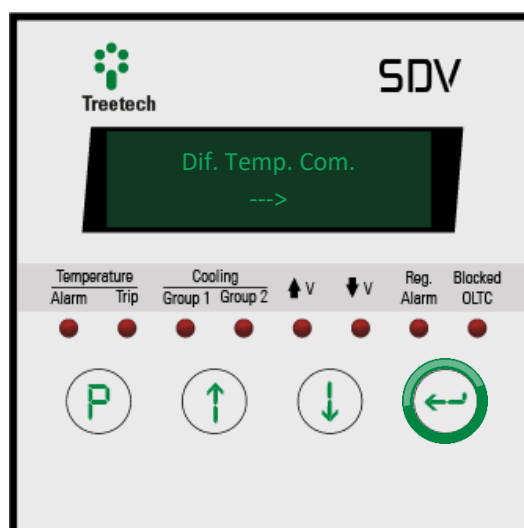 Treetech
SDV
Dif. Temp. Com.
--->
Temperature
Alarm Trip
Cooling
Group 1 Group 2
V
V
Reg.
Alarm
Blocked
OLTC
P